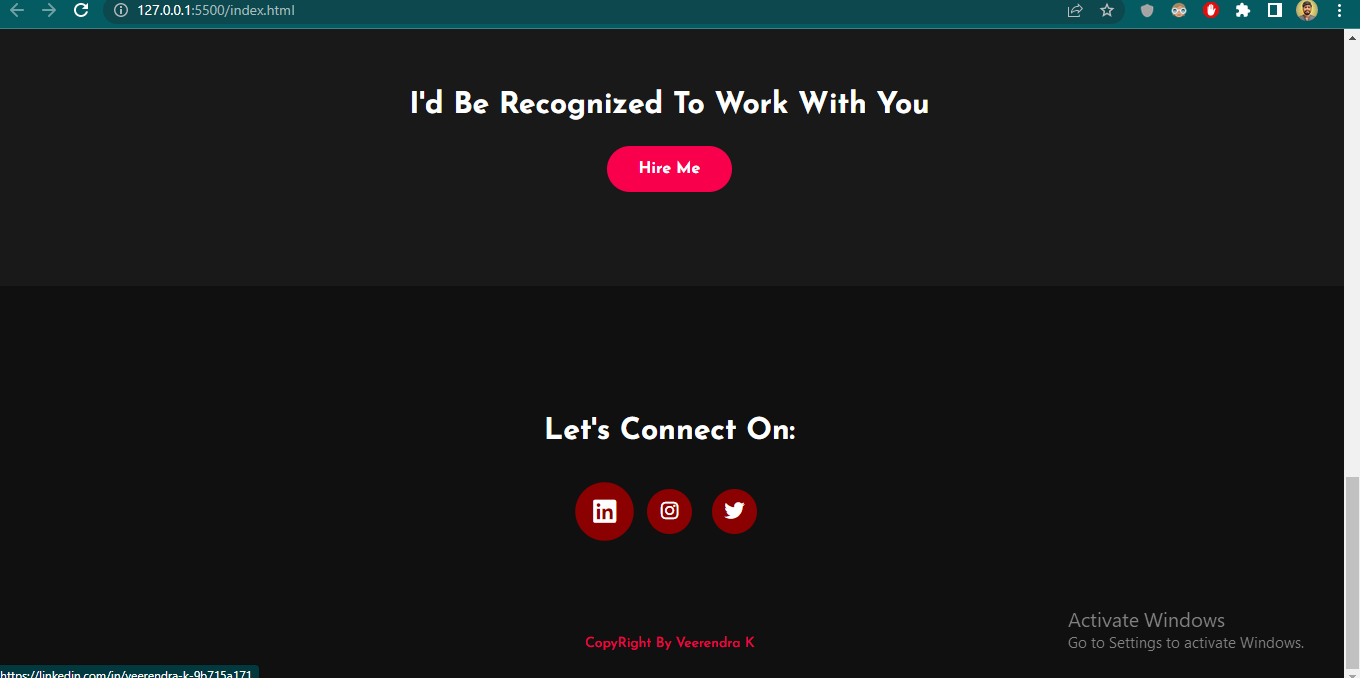 127.0.0.1:5500/index.html
I'd Be Recognized To Work With You
Hire Me
Let's Connect On:
in
CopyRight By Veerendra K
Activate Windows
Go to Settings to activate Windows.
https://linkedin.com/in/veerendra-k-9b715a171